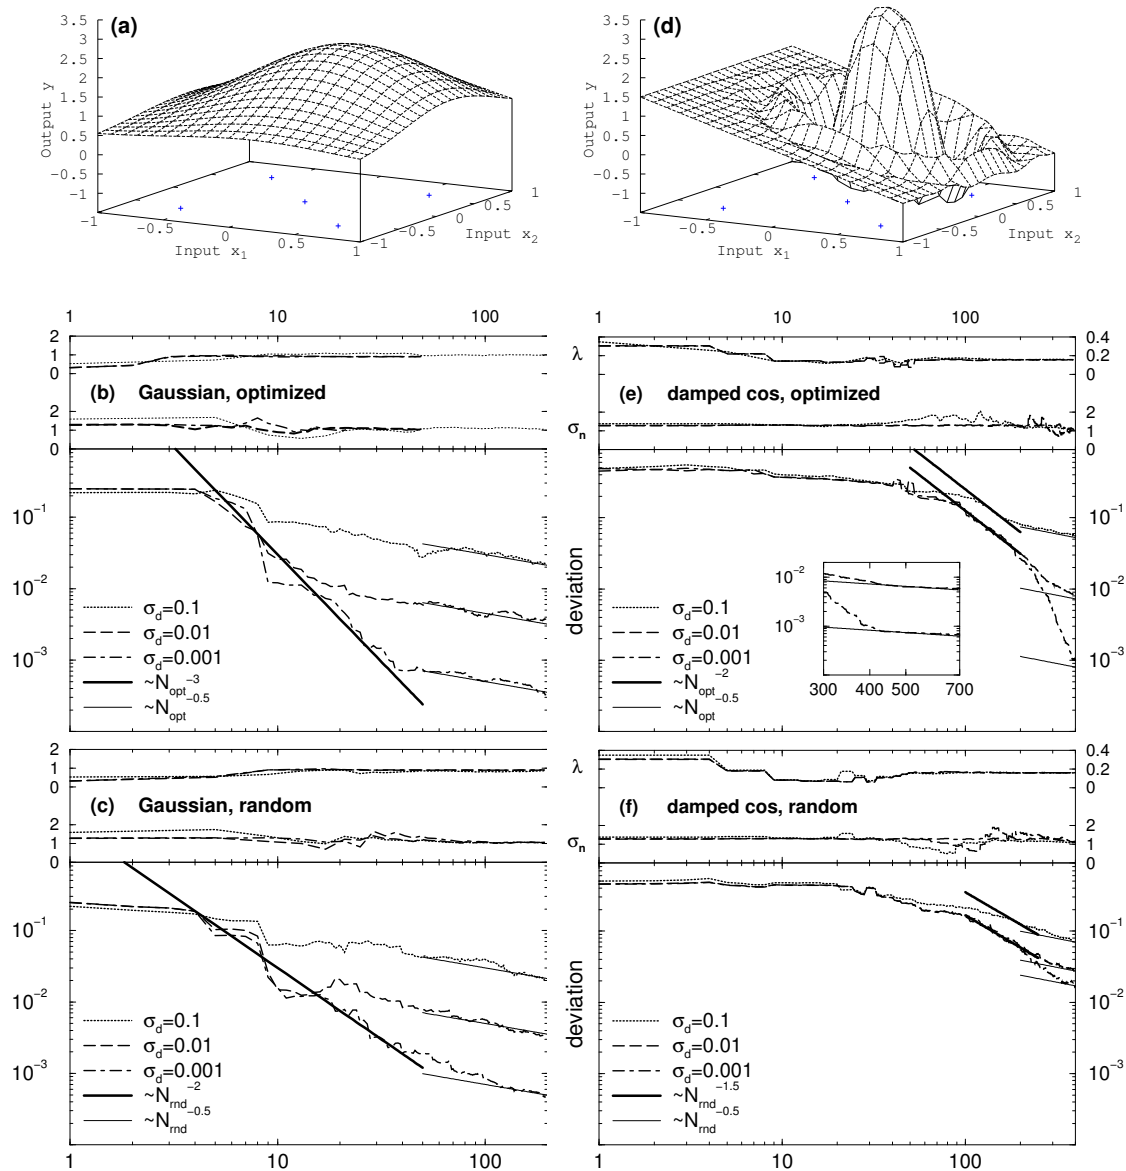 (a)
3.5
3
2.5
2
1.5
1
0.5
0
−0.5
−1
Output y
−1
−0.5
0
0.5
1
Input x1
−1
−0.5
0
0.5
1
Input x2
(d)
3.5
3
2.5
2
1.5
1
0.5
0
−0.5
−1
Output y
−1
−0.5
0
0.5
1
Input x1
−1
−0.5
0
0.5
1
Input x2
1 10 100
2
1
0
(b) Gaussian, optimized
2
1
0
10−1
10−2
10−3
σd=0.1
σd=0.01
σd=0.001
~Nopt−3
~Nopt−0.5
1 10 100
λ
0.4
0.2
0
(e) damped cos, optimized
σn
2
1
0
deviation
10−1
10−2
10−3
10−2
10−3
300 400 500 700
σd=0.1
σd=0.01
σd=0.001
~Nopt−2
~Nopt−0.5
2
1
0
(c) Gaussian, random
2
1
0
10−1
10−2
10−3
σd=0.1
σd=0.01
σd=0.001
~Nrnd−2
~Nrnd−0.5
1 10 100
λ
0.4
0.2
0
(f) damped cos, random
σn
2
1
0
deviation
10−1
10−2
10−3
σd=0.1
σd=0.01
σd=0.001
~Nrnd−1.5
~Nrnd−0.5
1 10 100